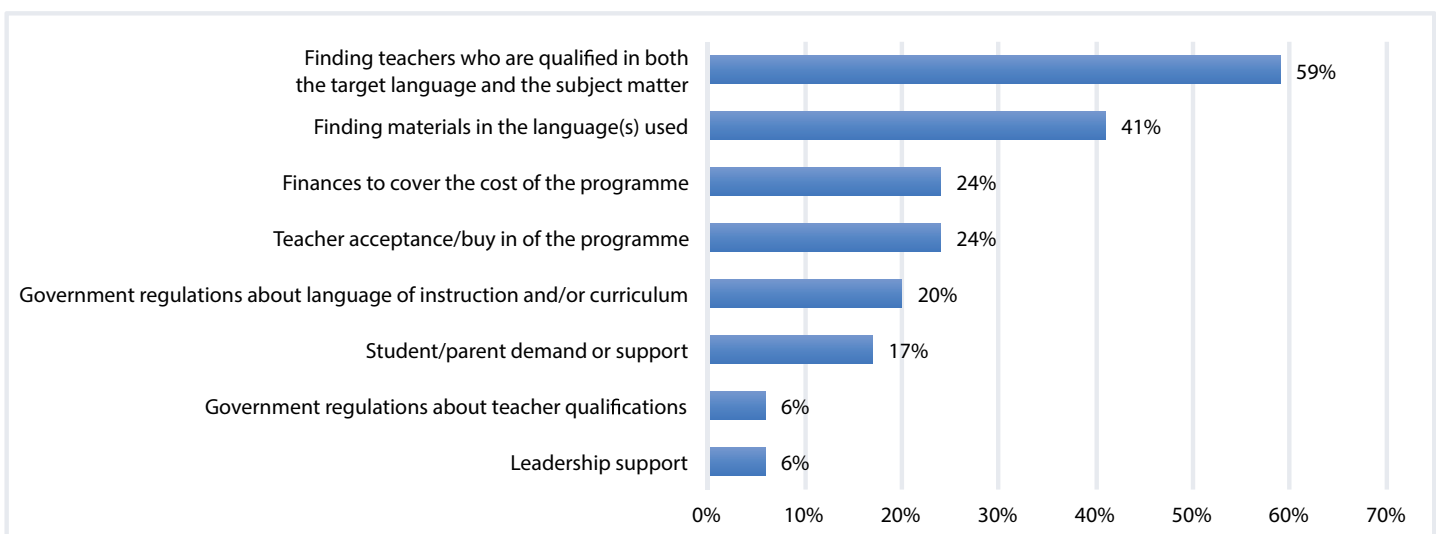 Finding teachers who are qualified in both
the target language and the subject matter
59%
Finding materials in the language(s) used
41%
Finances to cover the cost of the programme
24%
Teacher acceptance/buy in of the programme
24%
Government regulations about language of instruction and/or curriculum
20%
Student/parent demand or support
17%
Government regulations about teacher qualifications
6%
Leadership support
6%
0% 10% 20% 30% 40% 50% 60% 70%